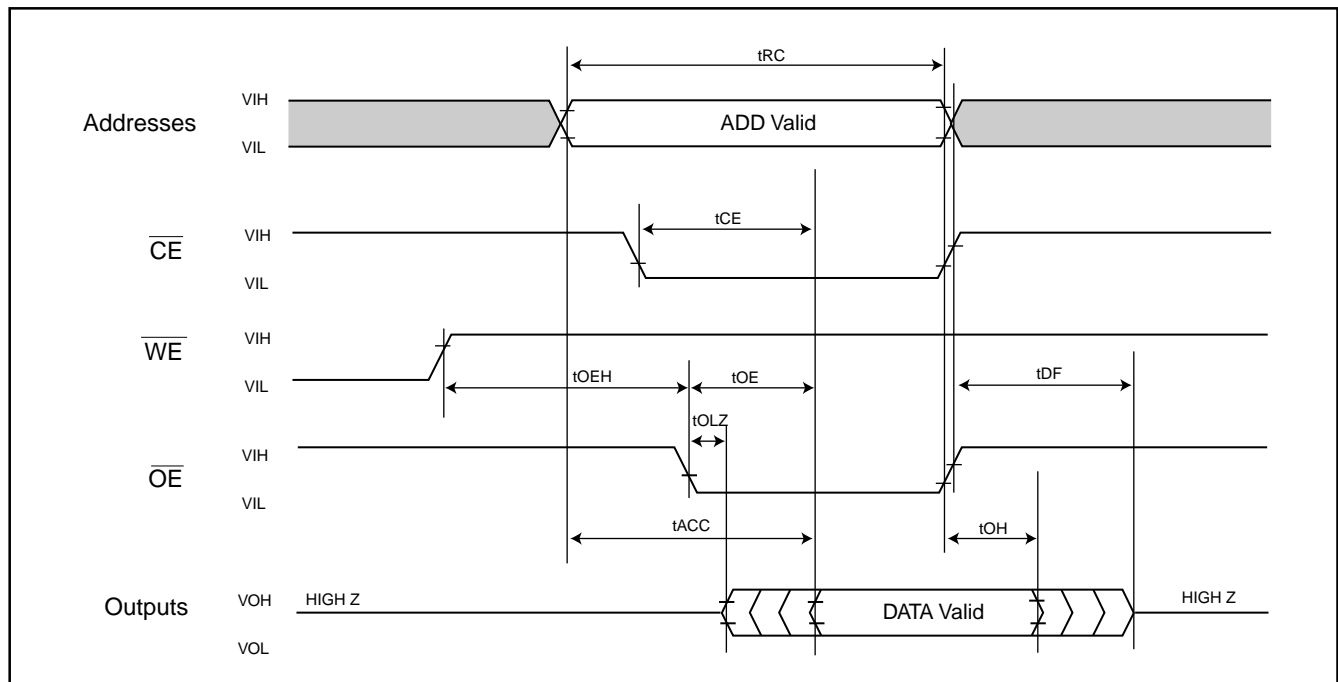 tRC
VIH
Addresses
ADD Valid
VIL
tCE
VIH
CE
VIL
VIH
WE
VIL
tOEH
tOE
tDF
tOLZ
VIH
OE
VIL
tACC
tOH
VOH
HIGH Z
Outputs
DATA Valid
HIGH Z
VOL